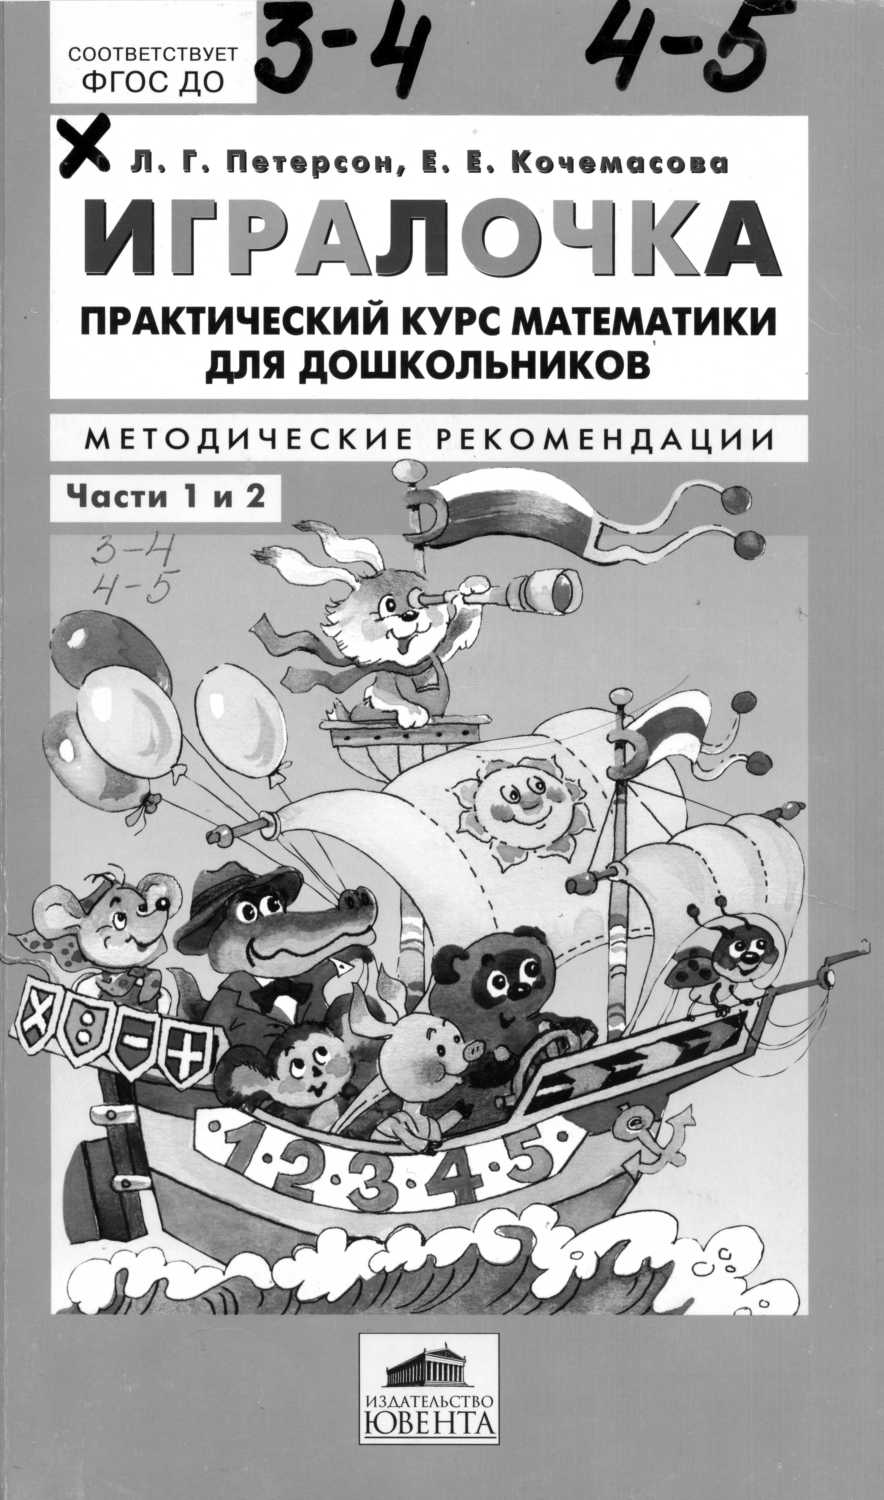 СООТВЕТСТВУЕТ
ФГОС ДО
3-4 4-5
X
Л. Г. Петерсон, Е. Е. Кочемасова
ИГРАЛОЧКА
ПРАКТИЧЕСКИЙ КУРС МАТЕМАТИКИ
ДЛЯ ДОШКОЛЬНИКОВ
МЕТОДИЧЕСКИЕ РЕКОМЕНДАЦИИ
Части 1 и 2
3-4
4-5
× : − +
1 · 2 · 3 · 4 · 5
ИЗДАТЕЛЬСТВО
ЮВЕНТА